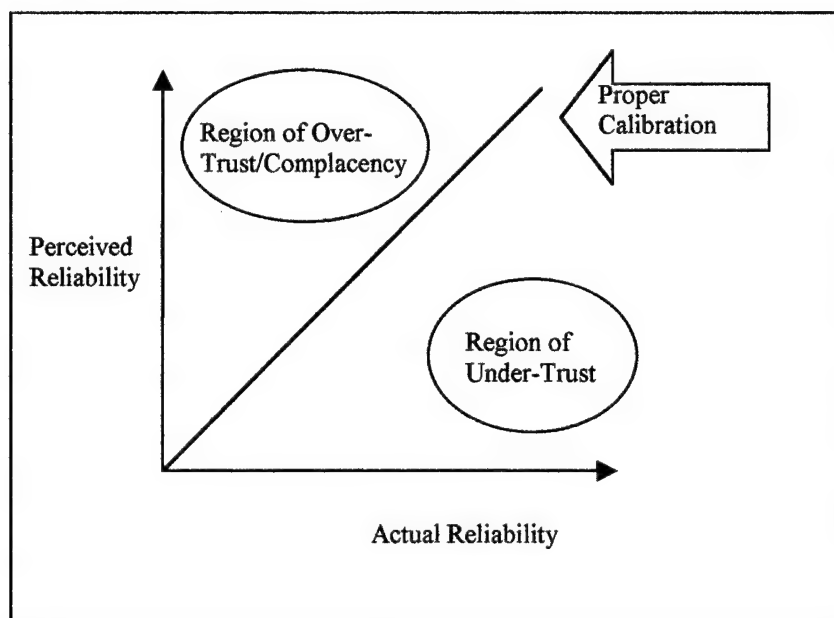 Region of Over-
Trust/Complacency
Proper
Calibration
Perceived
Reliability
Region of
Under-Trust
Actual Reliability